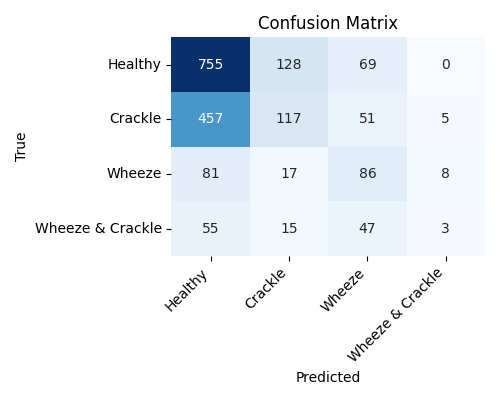 Confusion Matrix
True
Healthy 755 128 69 0
Crackle 457 117 51 5
Wheeze 81 17 86 8
Wheeze & Crackle 55 15 47 3
Healthy Crackle Wheeze Wheeze & Crackle
Predicted